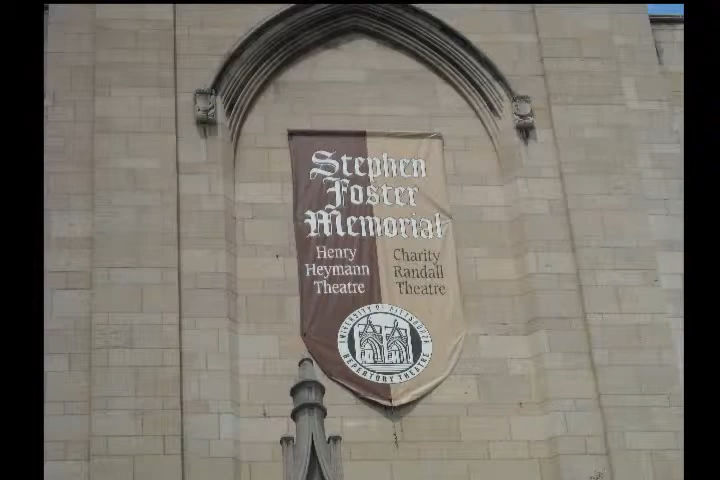 Stephen
Foster
Memorial
Henry
Heymann
Theatre
Charity
Randall
Theatre
UNIVERSITY OF PITTSBURGH
REPERTORY THEATRE